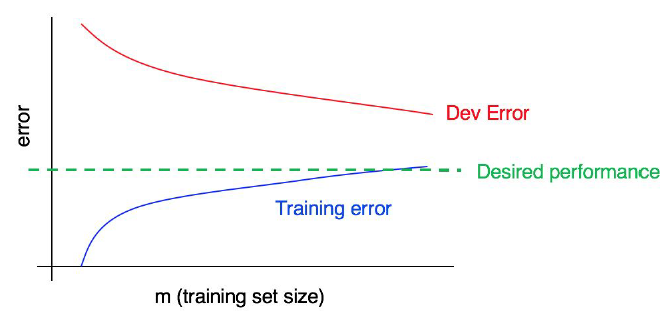 error
Dev Error
Desired performance
Training error
m (training set size)